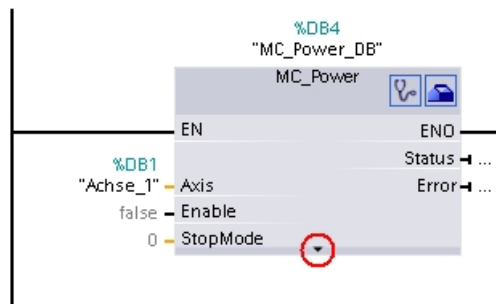 %DB4
"MC_Power_DB"
MC_Power
EN
ENO
Status
...
%DB1
"Achse_1"
Axis
Error
...
false
Enable
0
StopMode